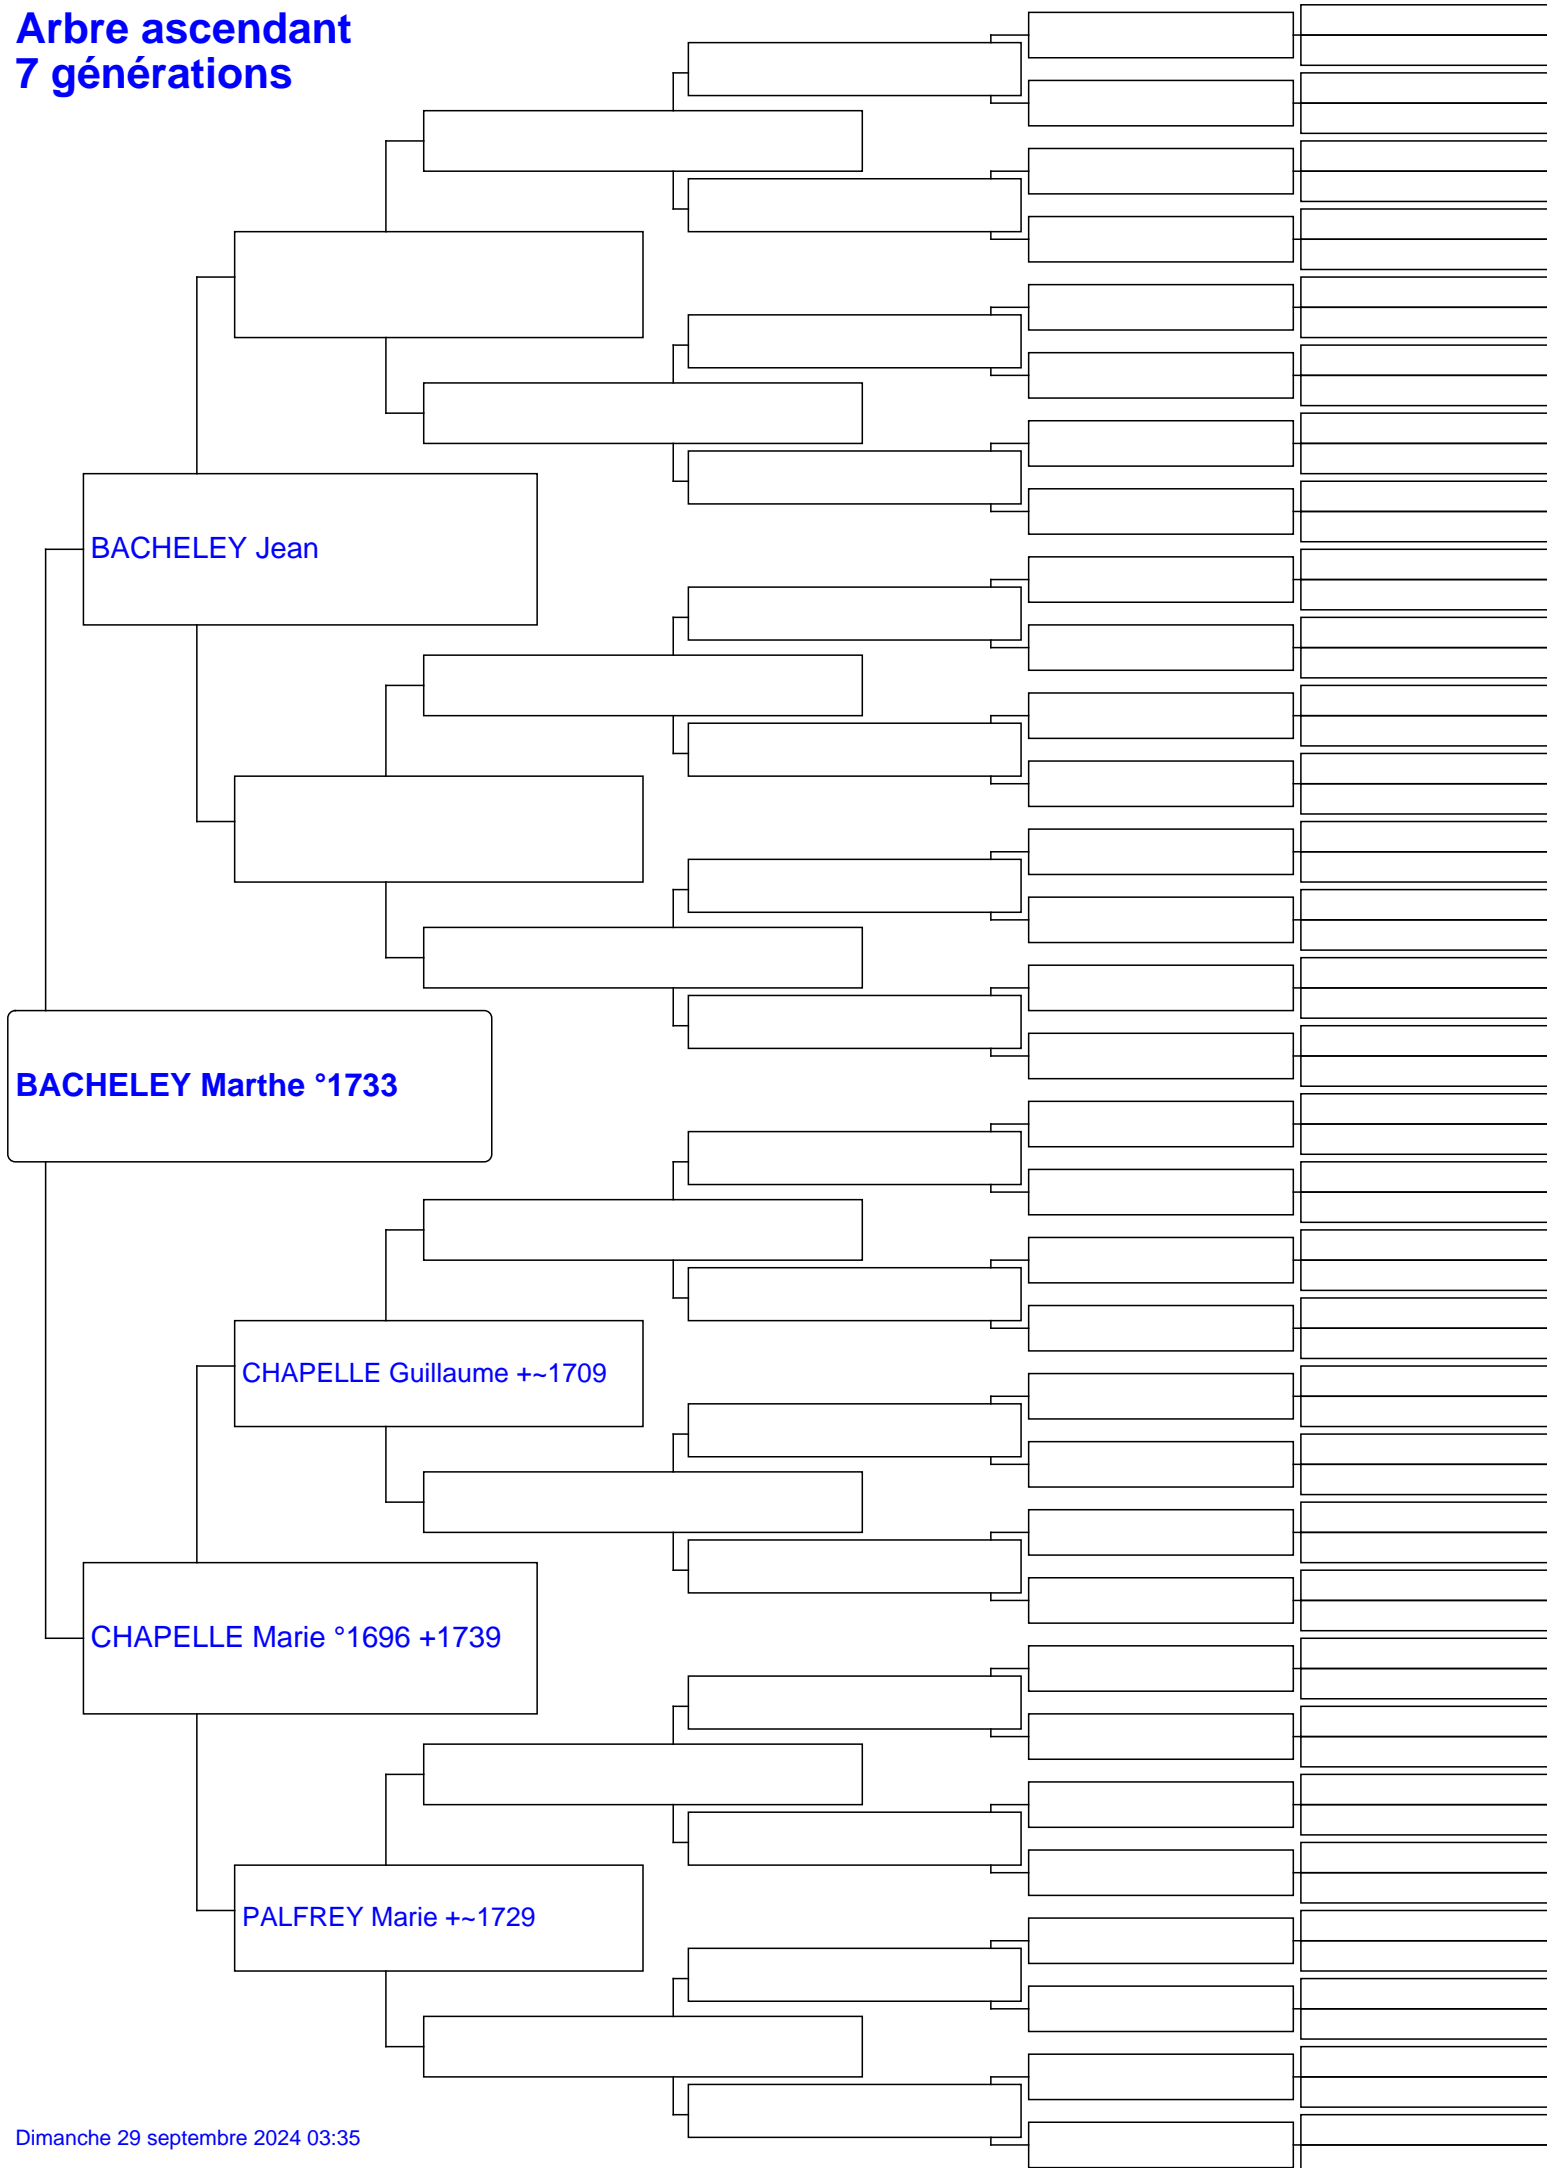 Arbre ascendant
7 générations
BACHELEY Jean
BACHELEY Marthe °1733
CHAPELLE Guillaume +~1709
CHAPELLE Marie °1696 +1739
PALFREY Marie +~1729
Dimanche 29 septembre 2024 03:35